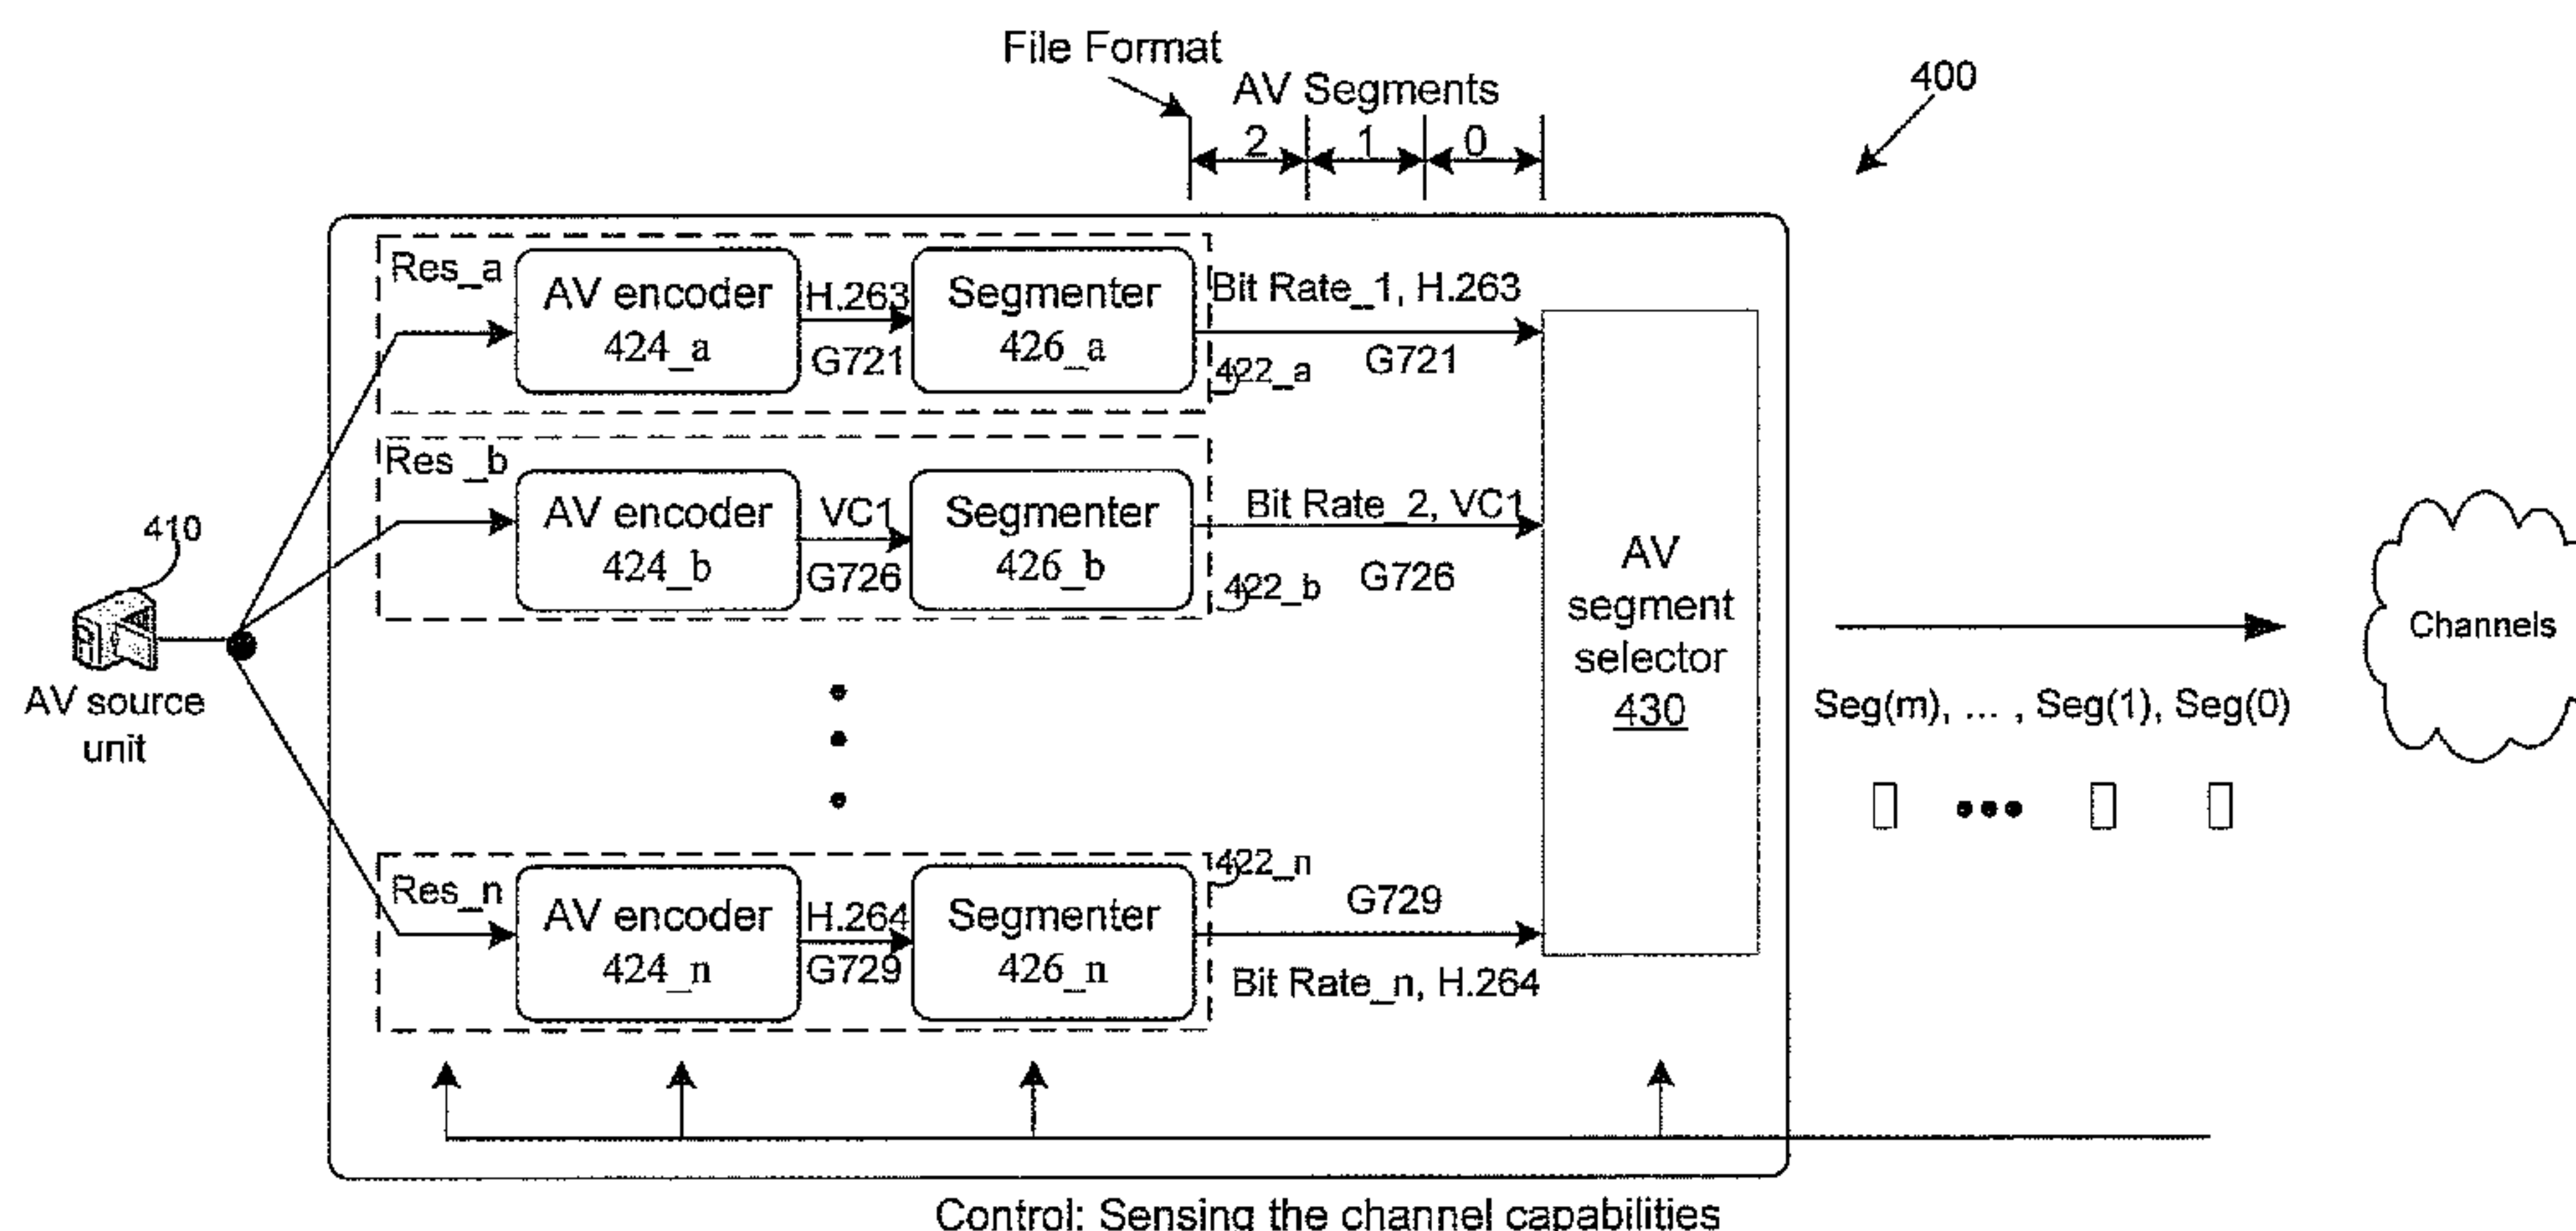 File Format
AV Segments
2 1 0
400
Res_a
AV encoder
424_a
H.263
G721
Segmenter
426_a
Bit Rate_1, H.263
G721
422_a
Res_b
AV encoder
424_b
VC1
G726
Segmenter
426_b
Bit Rate_2, VC1
G726
422_b
410
AV source
unit
AV
segment
selector
430
Channels
Seg(m), ... , Seg(1), Seg(0)
Res_n
AV encoder
424_n
H.264
G729
Segmenter
426_n
422_n
G729
Bit Rate_n, H.264
Control: Sensing the channel capabilities